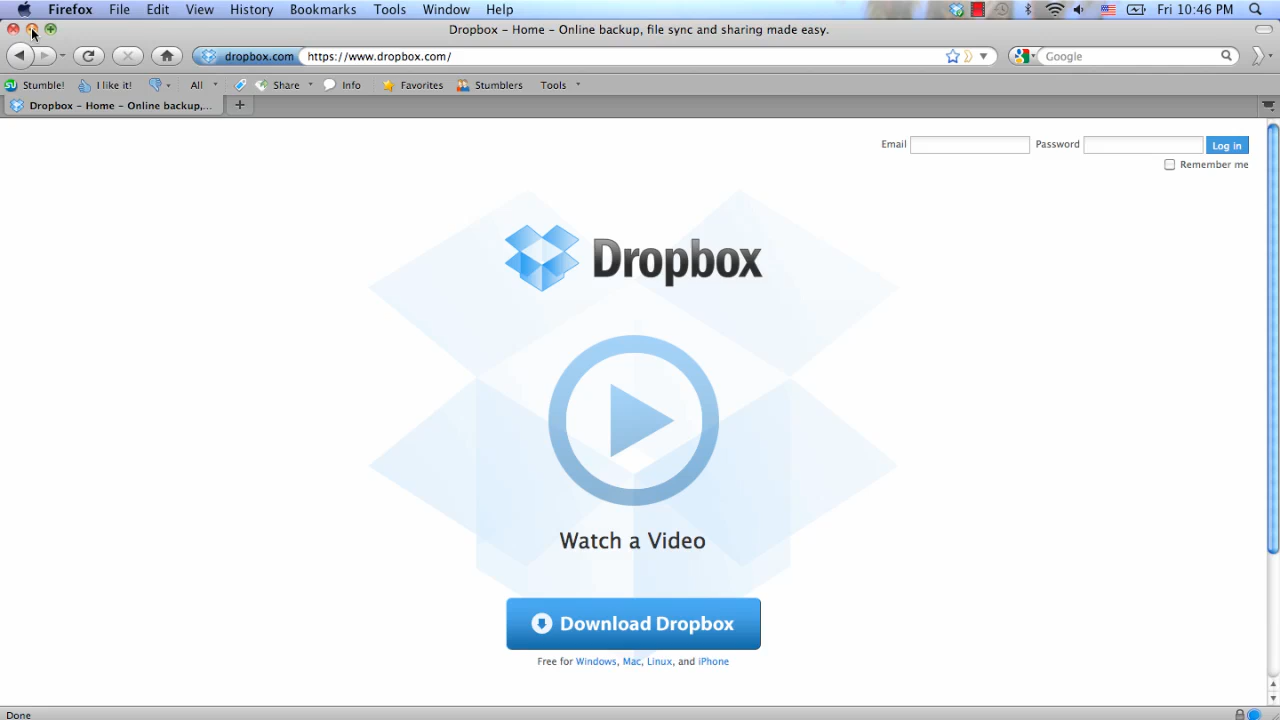 Firefox File Edit View History Bookmarks Tools Window Help Fri 10:46 PM
Dropbox – Home – Online backup, file sync and sharing made easy.
dropbox.com https://www.dropbox.com/ Google
Stumble! I like it! All Share Info Favorites Stumblers Tools
Dropbox – Home – Online backup,...
Email Password Log in
Remember me
Dropbox
Watch a Video
Download Dropbox
Free for Windows, Mac, Linux, and iPhone
Done